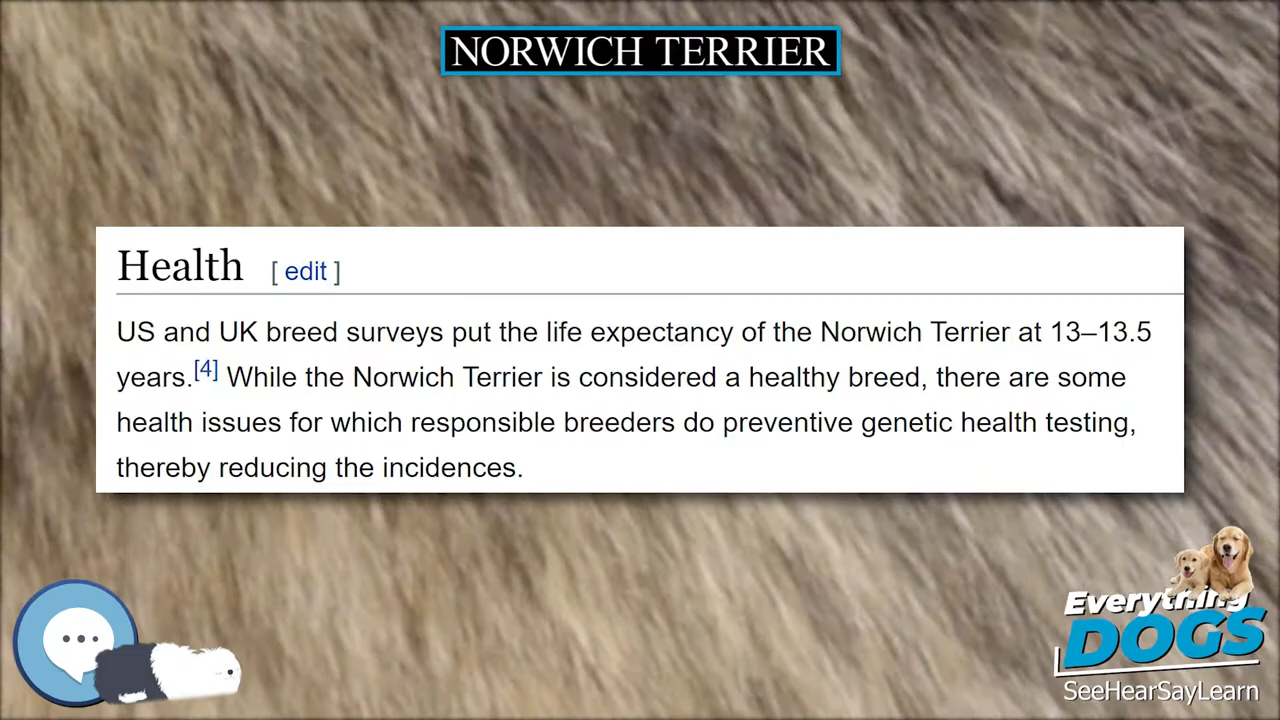 NORWICH TERRIER
Health [ edit ]
US and UK breed surveys put the life expectancy of the Norwich Terrier at 13–13.5
years.[4] While the Norwich Terrier is considered a healthy breed, there are some
health issues for which responsible breeders do preventive genetic health testing,
thereby reducing the incidences.
Everything
DOGS
SeeHearSayLearn